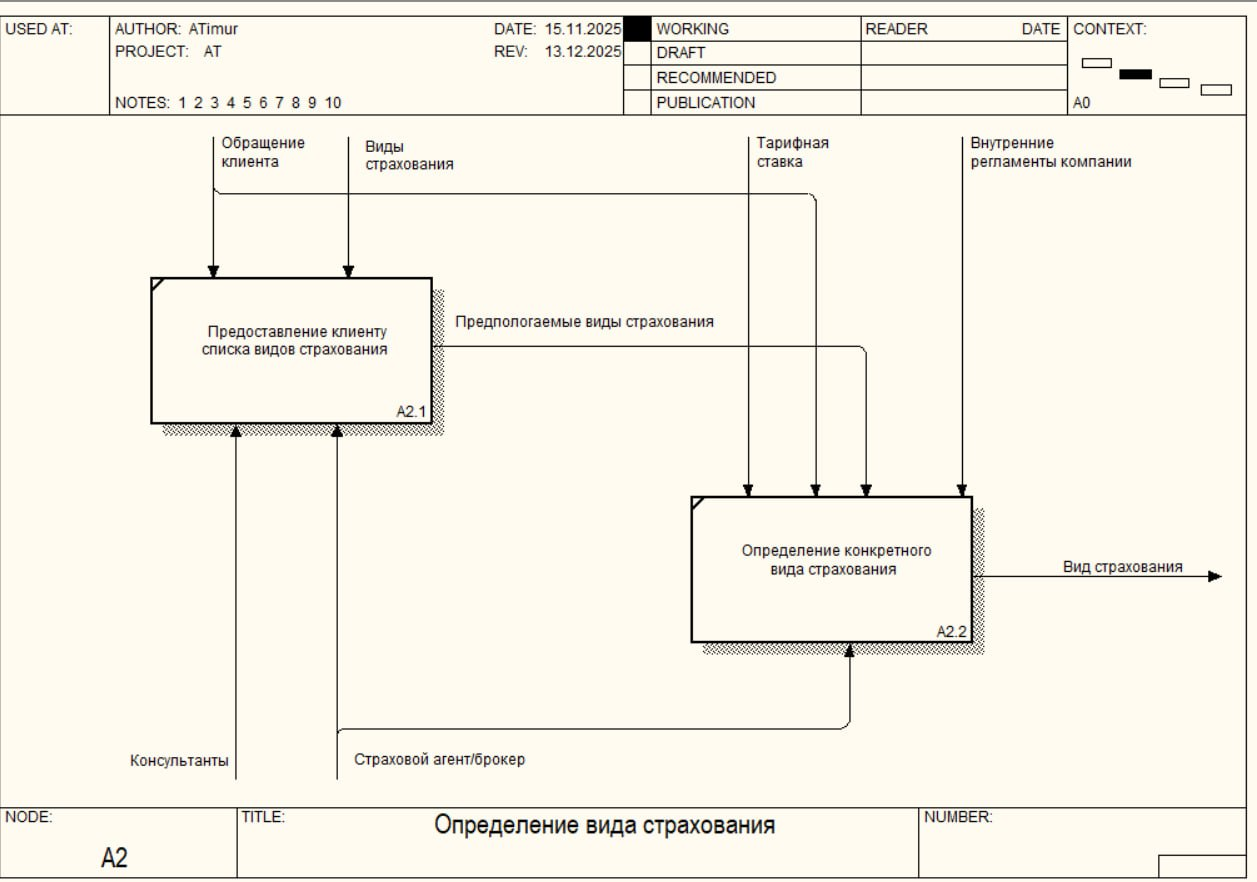 USED AT:
AUTHOR: ATimur
DATE: 15.11.2025
WORKING
READER
DATE
CONTEXT:
PROJECT: AT
REV: 13.12.2025
DRAFT
RECOMMENDED
NOTES: 1 2 3 4 5 6 7 8 9 10
PUBLICATION
A0
Обращение
клиента
Виды
страхования
Тарифная
ставка
Внутренние
регламенты компании
Предоставление клиенту
списка видов страхования
A2.1
Предпологаемые виды страхования
Определение конкретного
вида страхования
A2.2
Вид страхования
Консультанты
Страховой агент/брокер
NODE:
A2
TITLE:
Определение вида страхования
NUMBER: